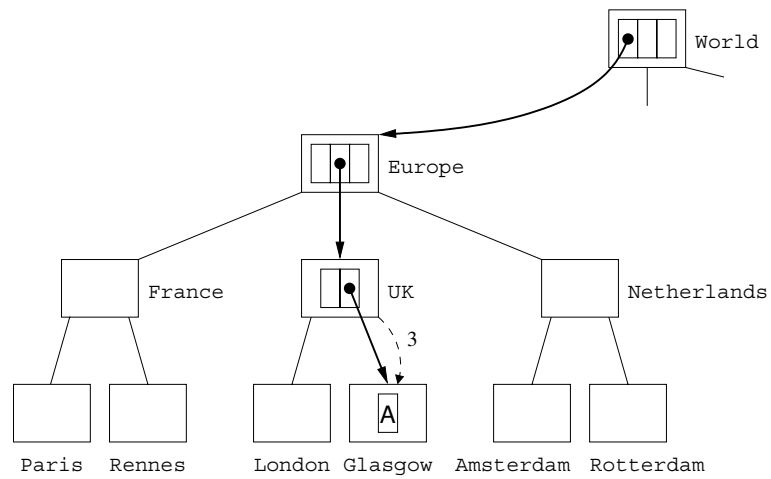 World
Europe
France
UK
Netherlands
3
A
Paris Rennes London Glasgow Amsterdam Rotterdam